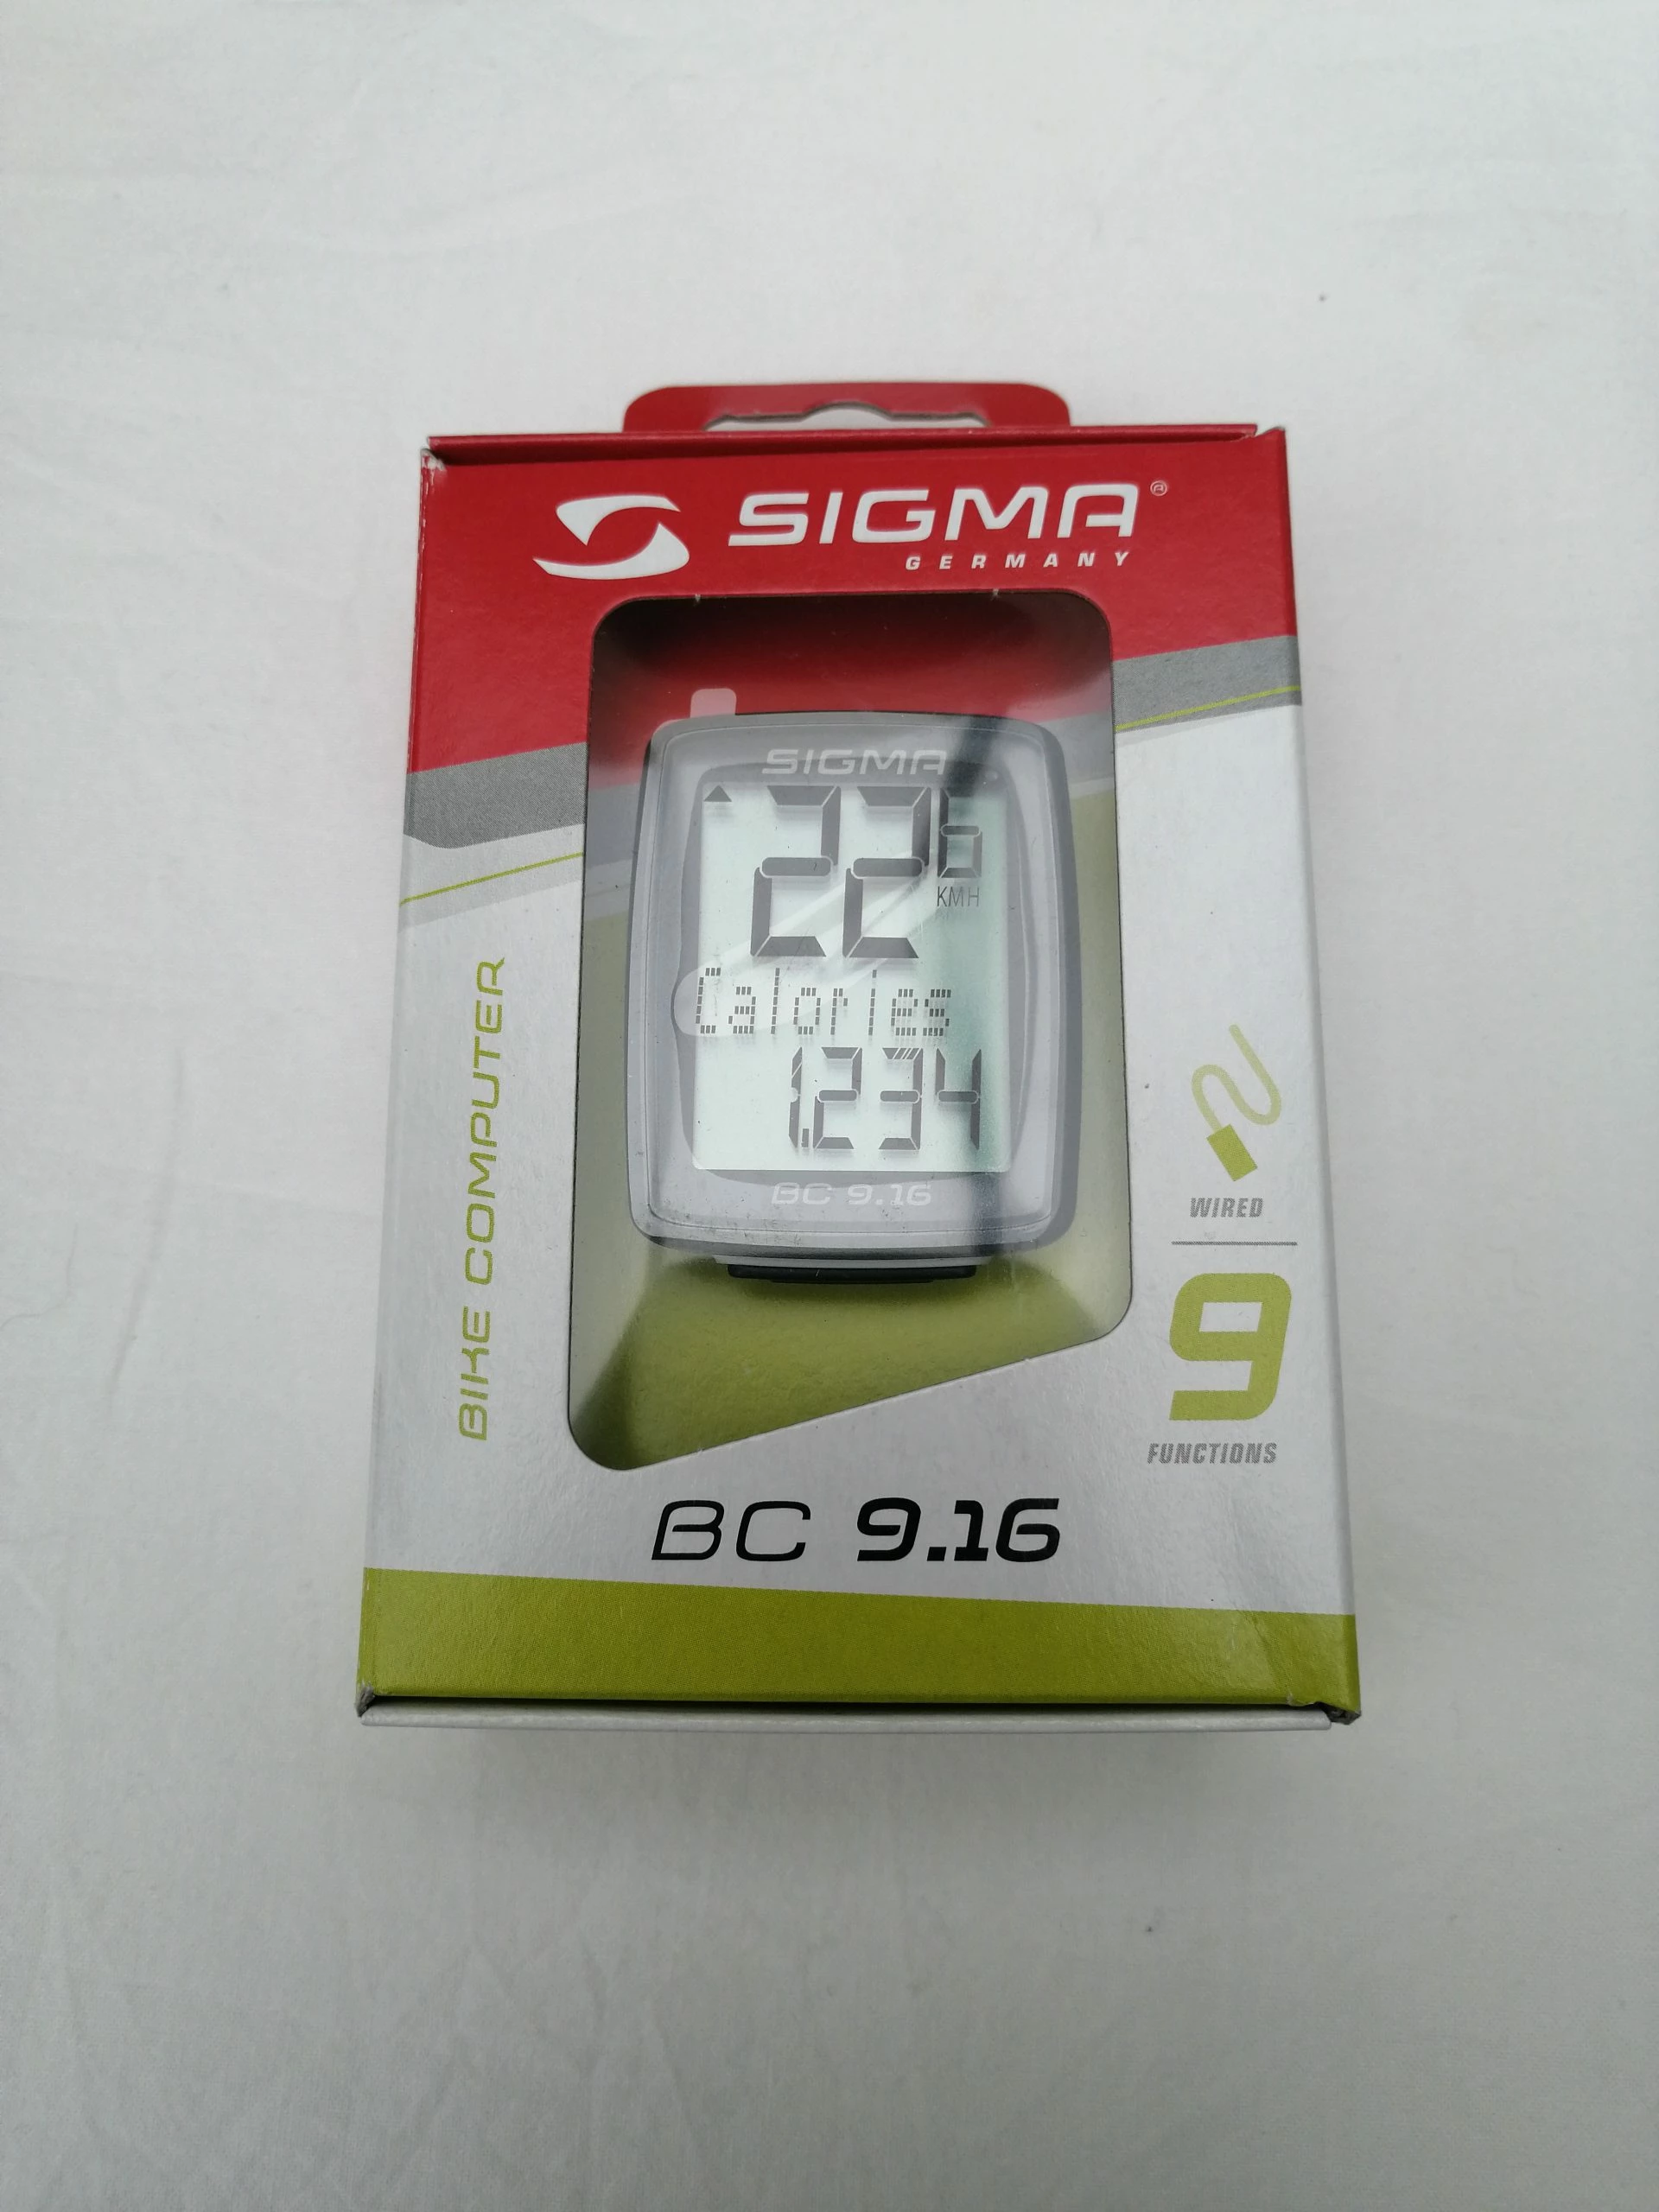 SIGMA®
GERMANY
SIGMA
22 6
KMH
Calories
1.234
BC 9.16
BIKE COMPUTER
WIRED
9
FUNCTIONS
BC 9.16